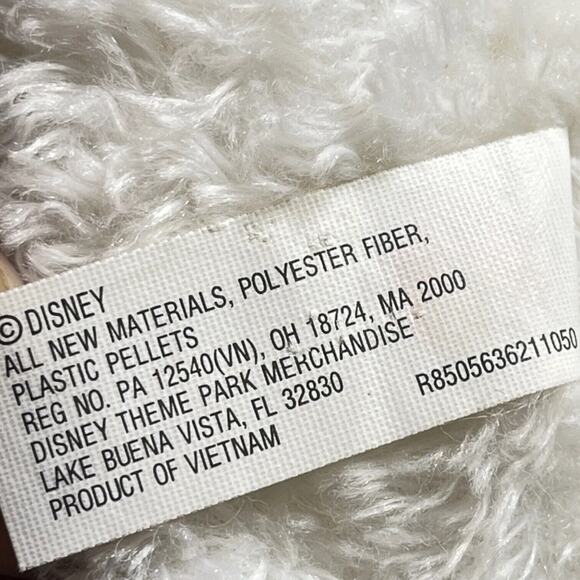 © DISNEY
ALL NEW MATERIALS, POLYESTER FIBER,
PLASTIC PELLETS
REG NO. PA 12540(VN), OH 18724, MA 2000
DISNEY THEME PARK MERCHANDISE
LAKE BUENA VISTA, FL 32830
PRODUCT OF VIETNAM
R8505636211050